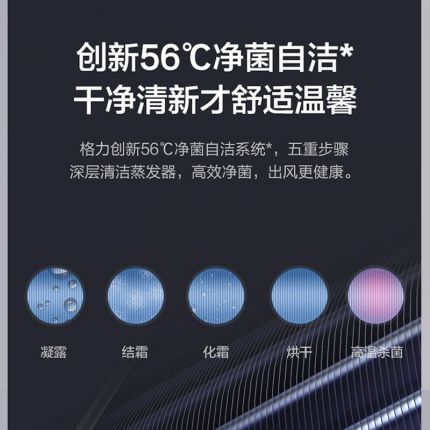 创新56℃净菌自洁*
干净清新才舒适温馨
格力创新56℃净菌自洁系统*，五重步骤
深层清洁蒸发器，高效净菌，出风更健康。
凝露 结霜 化霜 烘干 高温杀菌